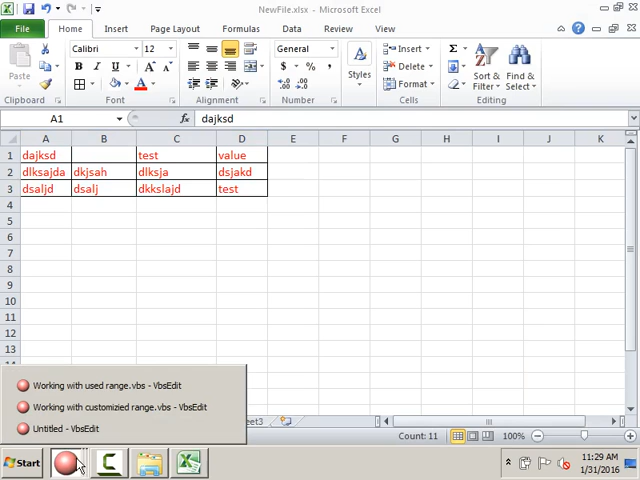 NewFile.xlsx - Microsoft Excel
File Home Insert Page Layout Formulas Data Review View
Calibri 12 General Insert
Paste B I U $ % , Styles Delete Sort & Filter Find & Select
A Format
Clipboard Font Alignment Number Cells Editing
A1 fx dajksd
A B C D E F G H I J K
1 dajksd test value
2 dlksajda dkjsah dlksja dsjakd
3 dsaljd dsalj dkkslajd test
4
5
6
7
8
9
10
11
12
13
14
Working with used range.vbs - VbsEdit
Working with customizied range.vbs - VbsEdit
Untitled - VbsEdit
Count: 11 100%
Start 11:29 AM
1/31/2016